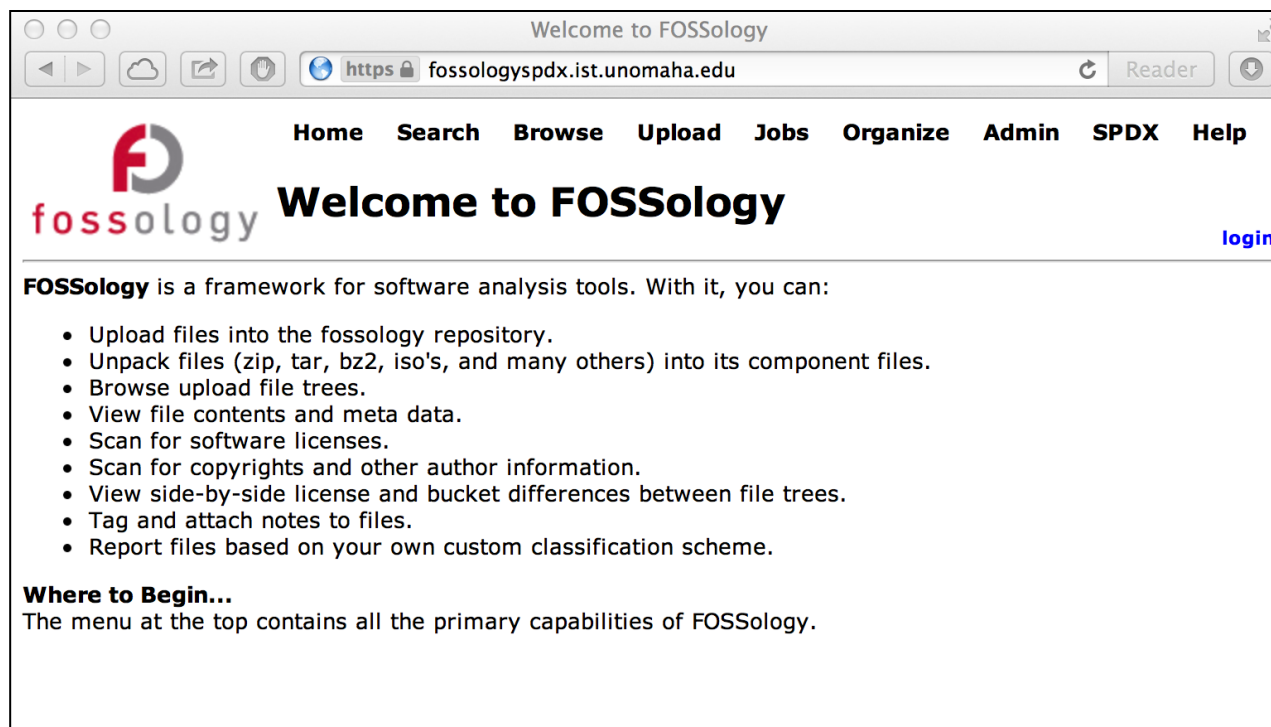 Welcome to FOSSology
https fossologyspdx.ist.unomaha.edu Reader
Home Search Browse Upload Jobs Organize Admin SPDX Help
fossology
Welcome to FOSSology
login
FOSSology is a framework for software analysis tools. With it, you can:
• Upload files into the fossology repository.
• Unpack files (zip, tar, bz2, iso's, and many others) into its component files.
• Browse upload file trees.
• View file contents and meta data.
• Scan for software licenses.
• Scan for copyrights and other author information.
• View side-by-side license and bucket differences between file trees.
• Tag and attach notes to files.
• Report files based on your own custom classification scheme.
Where to Begin...
The menu at the top contains all the primary capabilities of FOSSology.